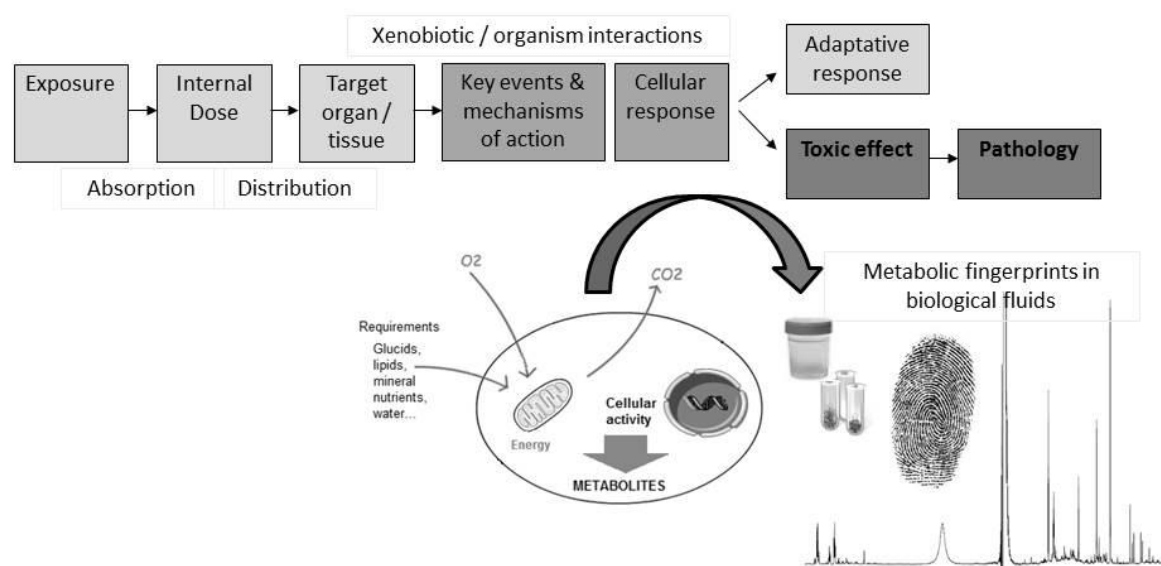 Xenobiotic / organism interactions
Exposure
Internal
Dose
Target
organ /
tissue
Key events &
mechanisms
of action
Cellular
response
Adaptative
response
Toxic effect
Pathology
Absorption
Distribution
O2
CO2
Requirements
Glucids,
lipids,
mineral
nutrients,
water...
Energy
Cellular
activity
METABOLITES
Metabolic fingerprints in
biological fluids